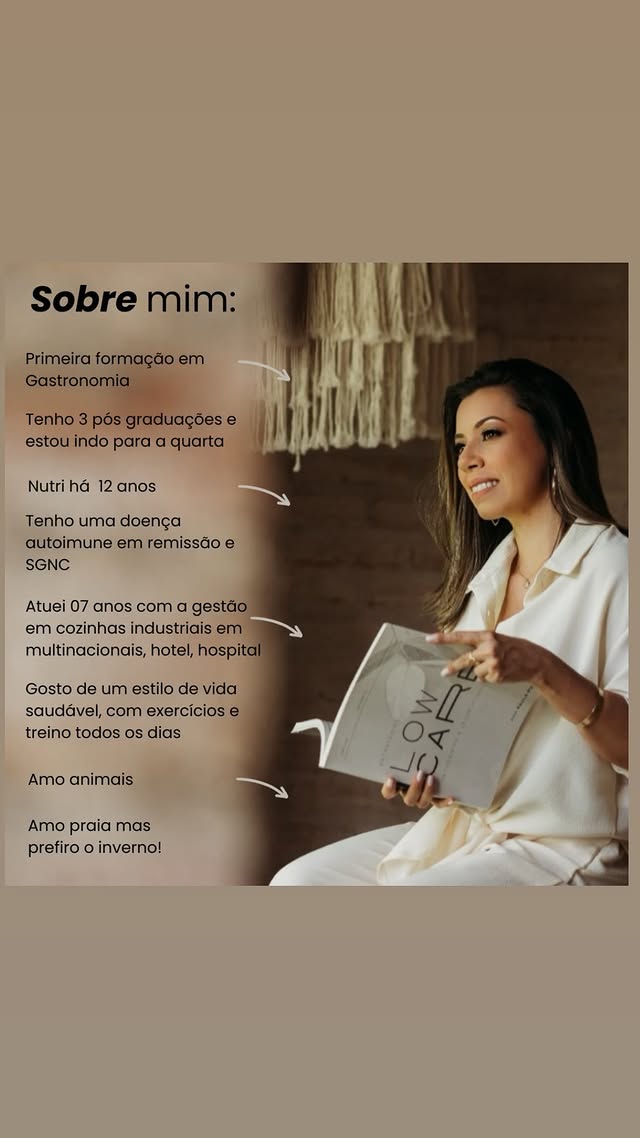 Sobre mim:
Primeira formação em
Gastronomia
Tenho 3 pós graduações e
estou indo para a quarta
Nutri há 12 anos
Tenho uma doença
autoimune em remissão e
SGNC
Atuei 07 anos com a gestão
em cozinhas industriais em
multinacionais, hotel, hospital
Gosto de um estilo de vida
saudável, com exercícios e
treino todos os dias
Amo animais
Amo praia mas
prefiro o inverno!
LOW
CARB